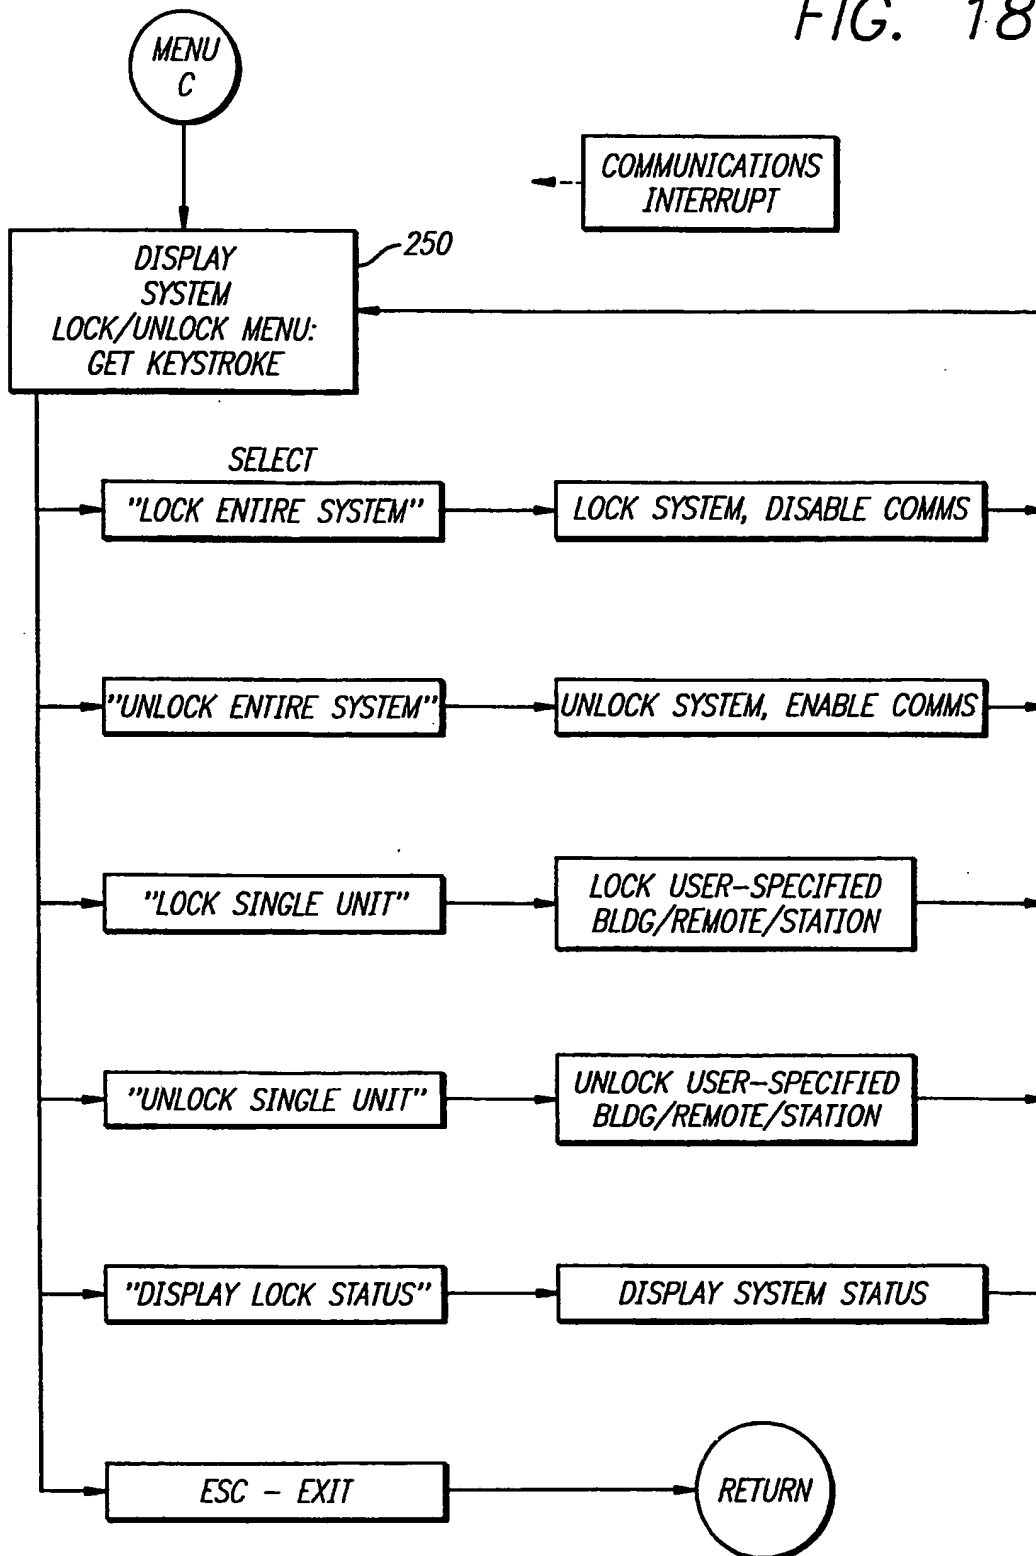 FIG. 18
MENU
C
COMMUNICATIONS
INTERRUPT
250
DISPLAY
SYSTEM
LOCK/UNLOCK MENU:
GET KEYSTROKE
SELECT
"LOCK ENTIRE SYSTEM"
LOCK SYSTEM, DISABLE COMMS
"UNLOCK ENTIRE SYSTEM"
UNLOCK SYSTEM, ENABLE COMMS
"LOCK SINGLE UNIT"
LOCK USER-SPECIFIED
BLDG/REMOTE/STATION
"UNLOCK SINGLE UNIT"
UNLOCK USER-SPECIFIED
BLDG/REMOTE/STATION
"DISPLAY LOCK STATUS"
DISPLAY SYSTEM STATUS
ESC - EXIT
RETURN